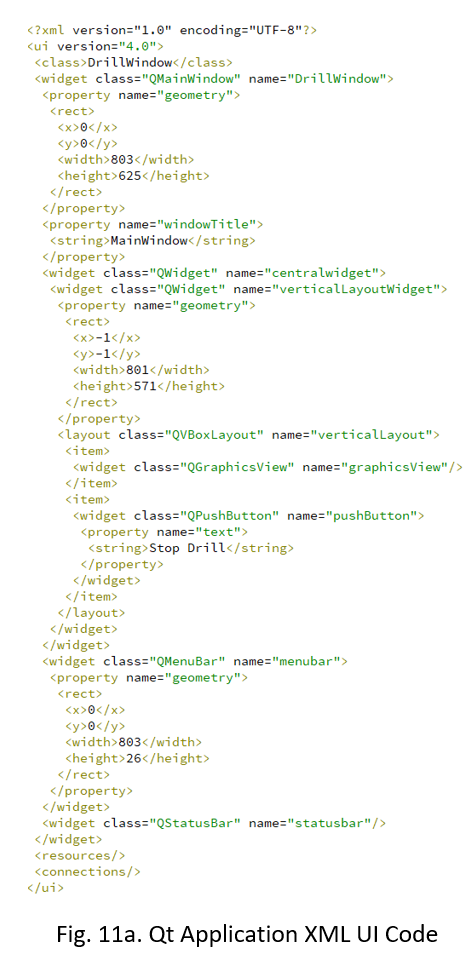 <?xml version="1.0" encoding="UTF-8"?>
<ui version="4.0">
<class>DrillWindow</class>
<widget class="QMainWindow" name="DrillWindow">
<property name="geometry">
<rect>
<x>0</x>
<y>0</y>
<width>803</width>
<height>625</height>
</rect>
</property>
<property name="windowTitle">
<string>MainWindow</string>
</property>
<widget class="QWidget" name="centralwidget">
<widget class="QWidget" name="verticalLayoutWidget">
<property name="geometry">
<rect>
<x>-1</x>
<y>-1</y>
<width>801</width>
<height>571</height>
</rect>
</property>
<layout class="QVBoxLayout" name="verticalLayout">
<item>
<widget class="QGraphicsView" name="graphicsView"/>
</item>
<item>
<widget class="QPushButton" name="pushButton">
<property name="text">
<string>Stop Drill</string>
</property>
</widget>
</item>
</layout>
</widget>
</widget>
<widget class="QMenuBar" name="menubar">
<property name="geometry">
<rect>
<x>0</x>
<y>0</y>
<width>803</width>
<height>26</height>
</rect>
</property>
</widget>
<widget class="QStatusBar" name="statusbar"/>
</widget>
<resources/>
<connections/>
</ui>
Fig. 11a. Qt Application XML UI Code